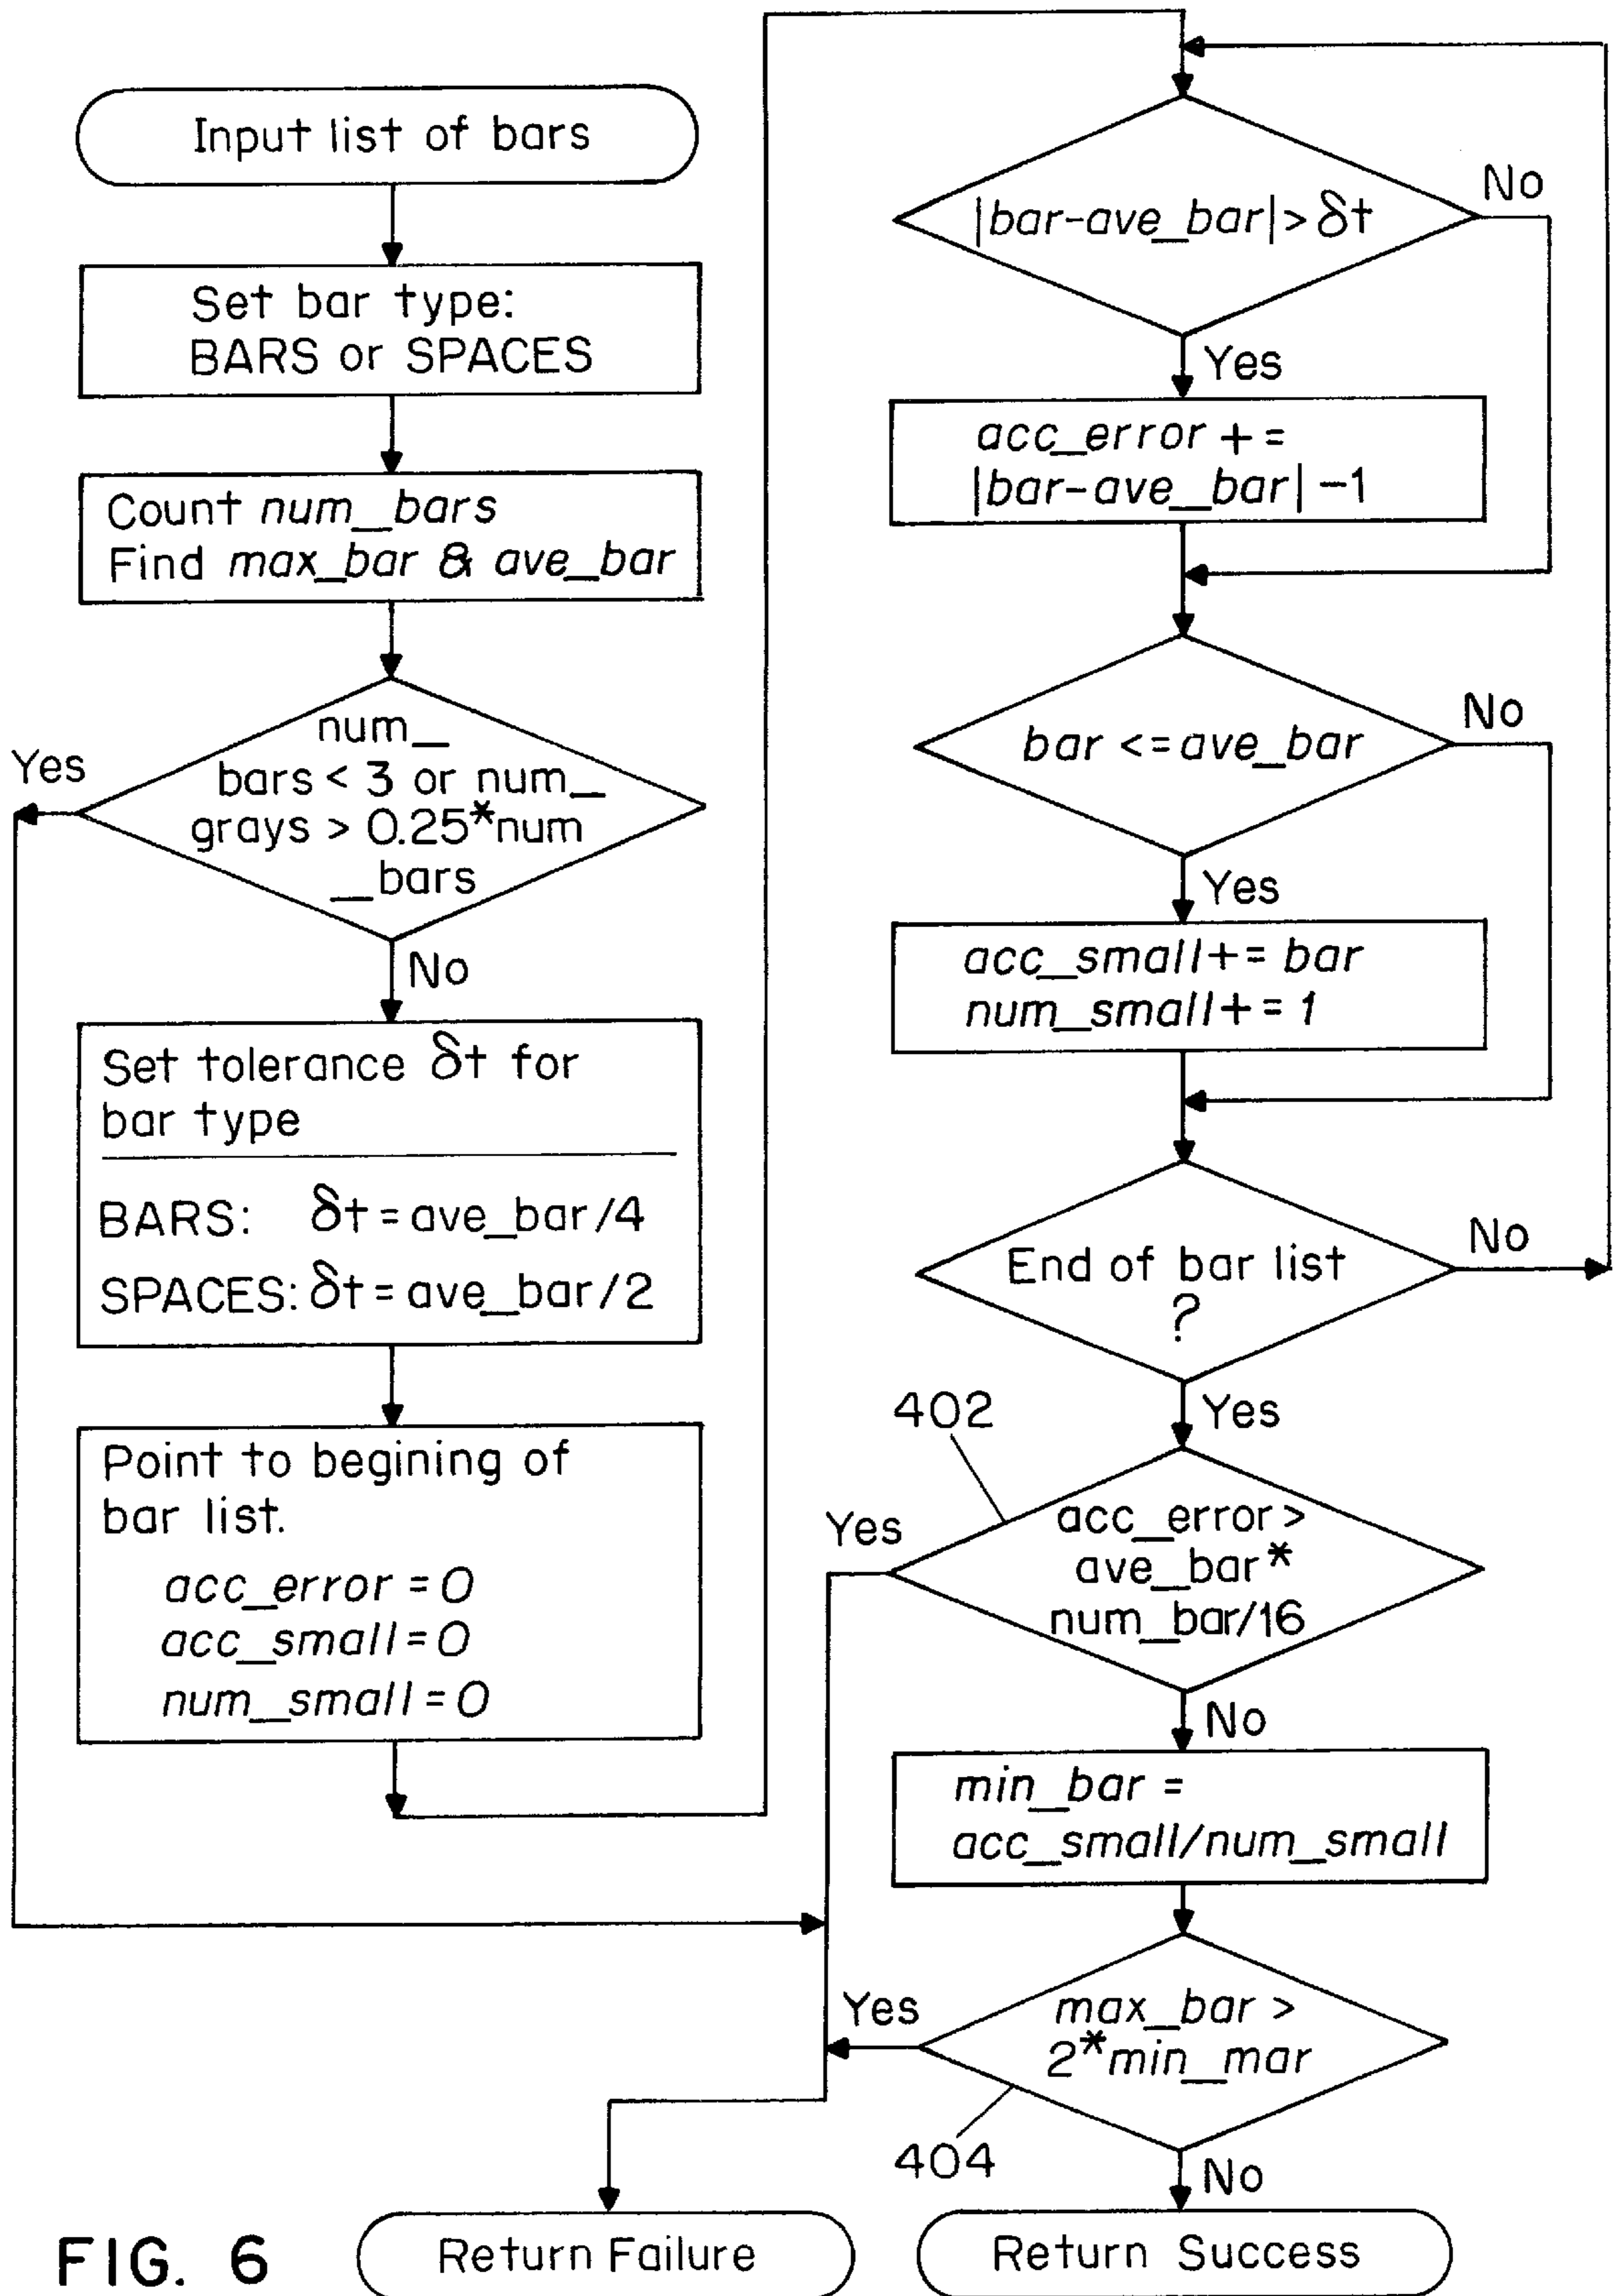 Input list of bars
Set bar type:
BARS or SPACES
Count num_bars
Find max_bar & ave_bar
num_
bars < 3 or num_
grays > 0.25*num
_bars
Yes
No
Set tolerance δt for
bar type
BARS: δt = ave_bar/4
SPACES: δt = ave_bar/2
Point to begining of
bar list.
acc_error = 0
acc_small = 0
num_small = 0
|bar-ave_bar| > δt
No
Yes
acc_error + =
|bar-ave_bar| -1
bar <= ave_bar
No
Yes
acc_small + = bar
num_small + = 1
End of bar list
?
No
Yes
402
acc_error >
ave_bar*
num_bar/16
Yes
No
min_bar =
acc_small/num_small
max_bar >
2*min_mar
Yes
404
No
Return Failure
Return Success
FIG. 6